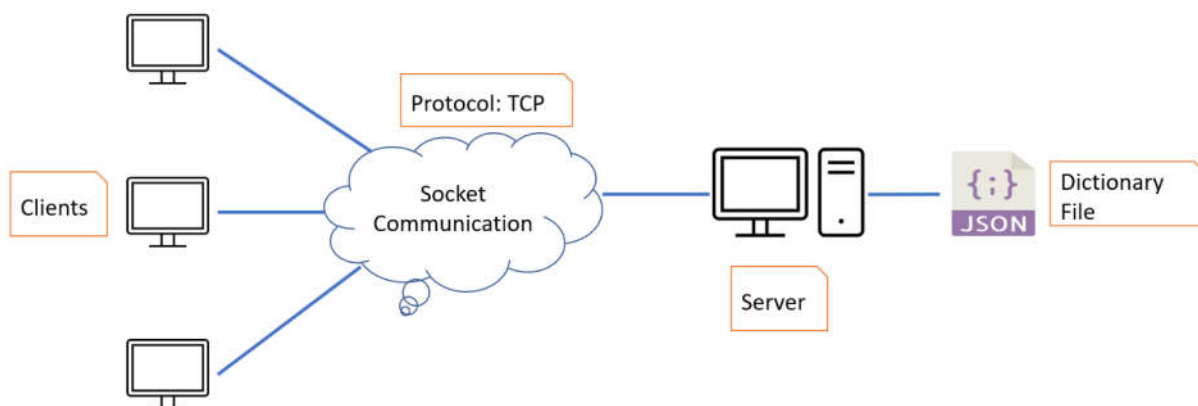 Protocol: TCP
Clients
Socket
Communication
{;}
JSON
Dictionary
File
Server